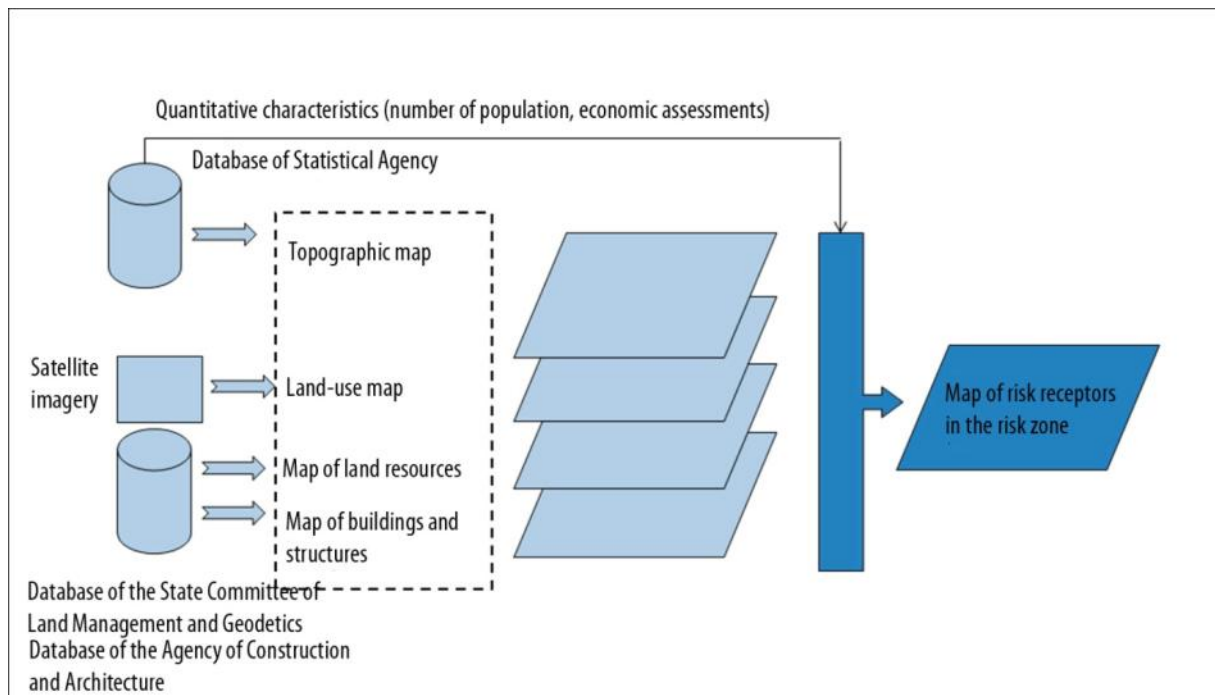 Quantitative characteristics (number of population, economic assessments)
Database of Statistical Agency
Topographic map
Satellite
imagery
Land-use map
Map of risk receptors
in the risk zone
Map of land resources
Map of buildings and
structures
Database of the State Committee of
Land Management and Geodetics
Database of the Agency of Construction
and Architecture